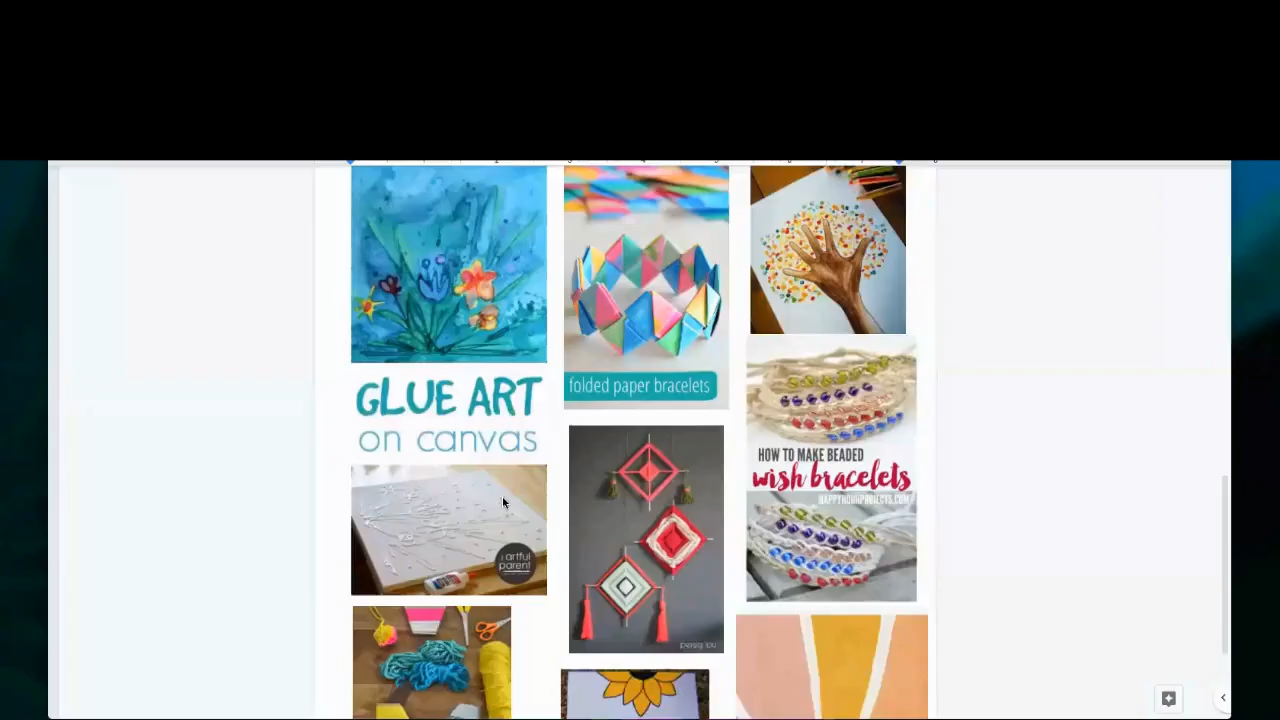 GLUE ART
on canvas
artful
parent
folded paper bracelets
HOW TO MAKE BEADED
wish bracelets